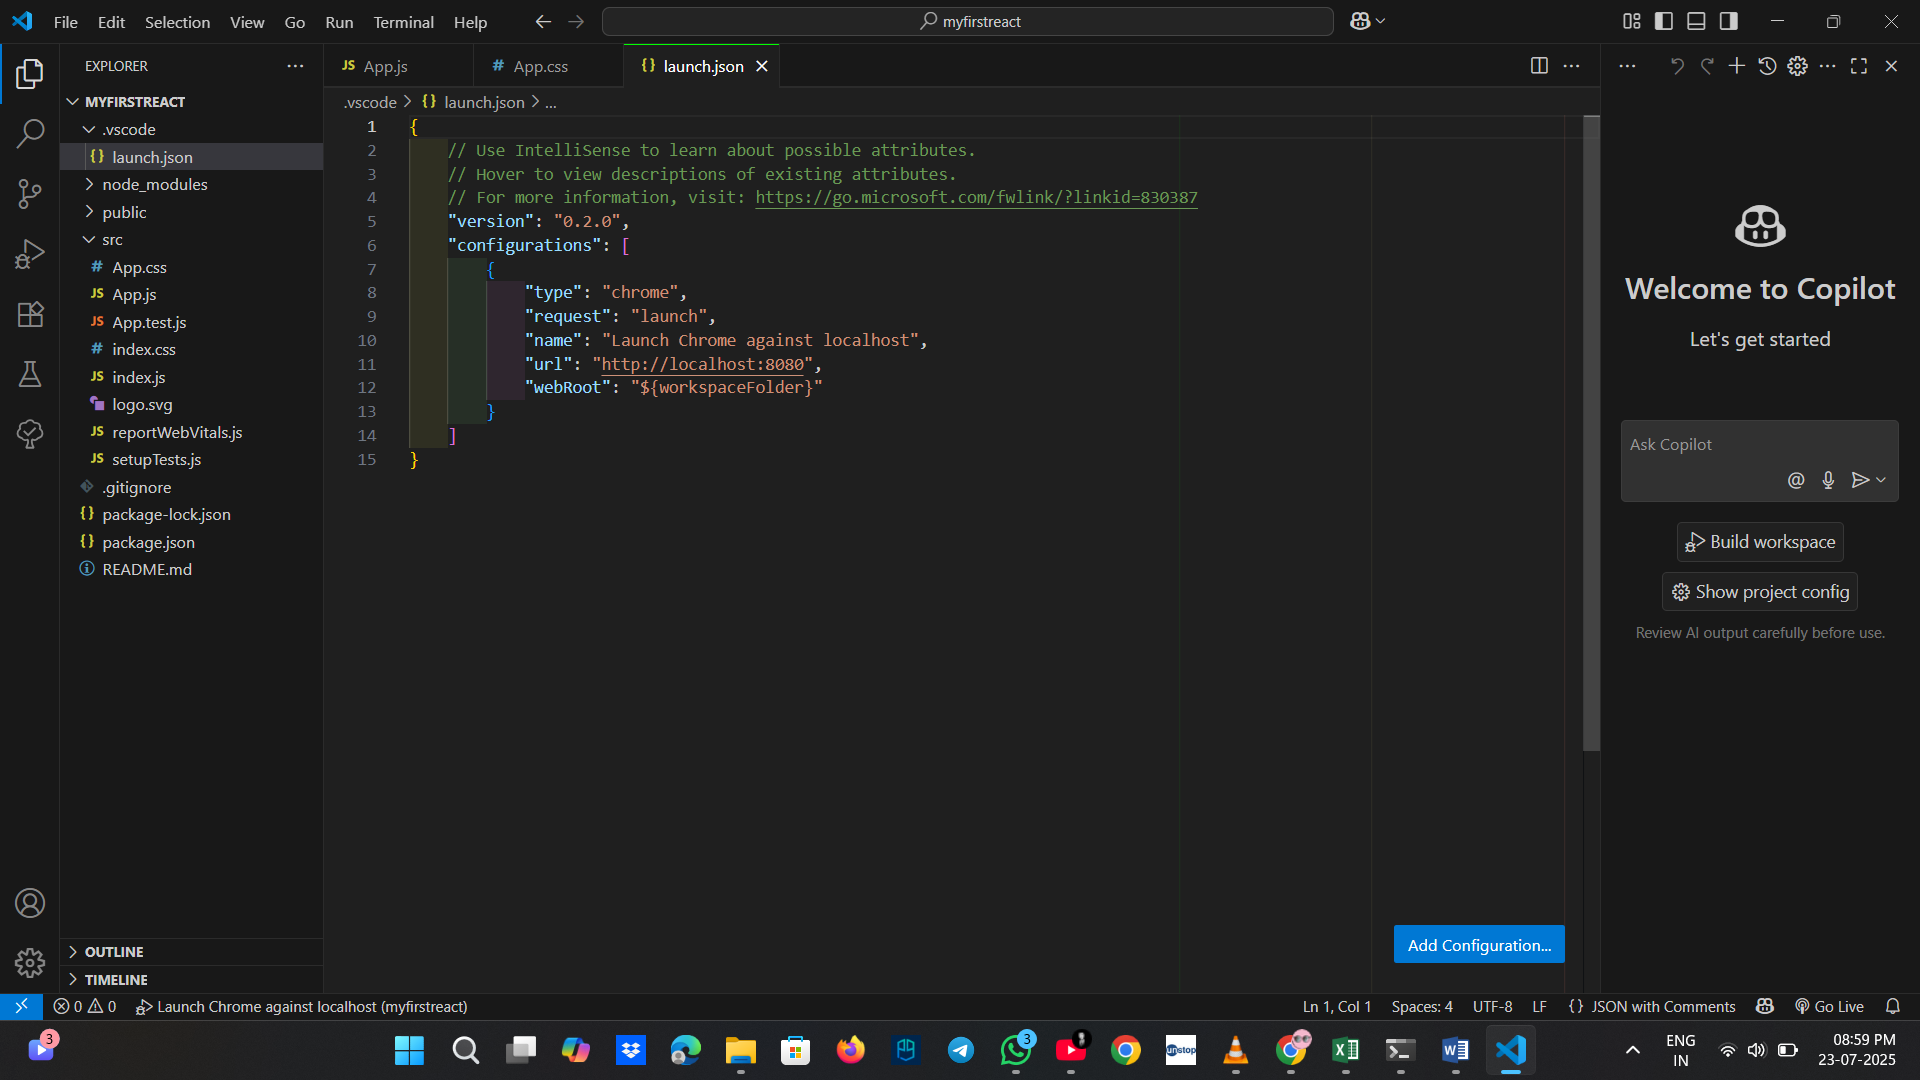 File Edit Selection View Go Run Terminal Help
myfirstreact
EXPLORER
MYFIRSTREACT
.vscode
{} launch.json
node_modules
public
src
# App.css
JS App.js
JS App.test.js
# index.css
JS index.js
logo.svg
JS reportWebVitals.js
JS setupTests.js
.gitignore
{} package-lock.json
{} package.json
README.md
OUTLINE
TIMELINE
JS App.js
# App.css
{} launch.json
.vscode > {} launch.json > ...
1 {
2 // Use IntelliSense to learn about possible attributes.
3 // Hover to view descriptions of existing attributes.
4 // For more information, visit: https://go.microsoft.com/fwlink/?linkid=830387
5 "version": "0.2.0",
6 "configurations": [
7 {
8 "type": "chrome",
9 "request": "launch",
10 "name": "Launch Chrome against localhost",
11 "url": "http://localhost:8080",
12 "webRoot": "${workspaceFolder}"
13 }
14 ]
15 }
Add Configuration...
Welcome to Copilot
Let's get started
Ask Copilot
@
Build workspace
Show project config
Review AI output carefully before use.
0 0 Launch Chrome against localhost (myfirstreact)
Ln 1, Col 1 Spaces: 4 UTF-8 LF {} JSON with Comments Go Live
3
3
unstop
ENG
IN
08:59 PM
23-07-2025